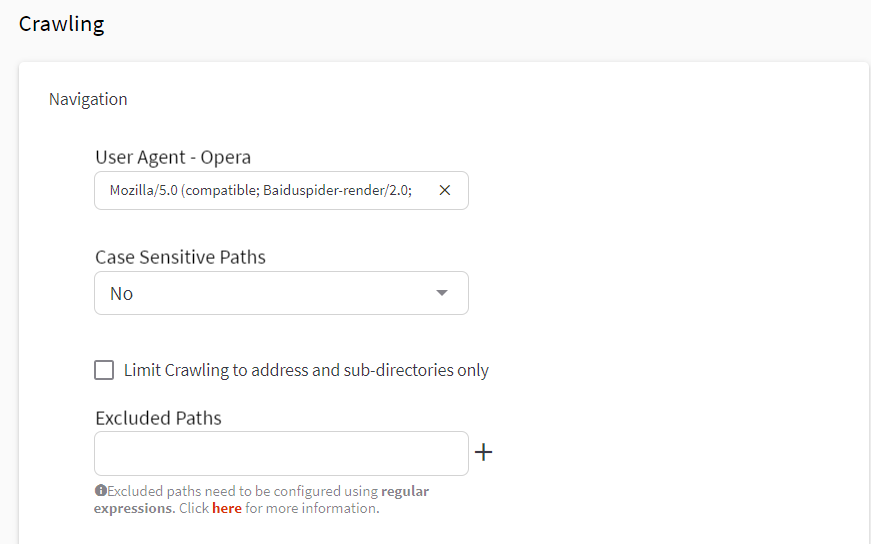 Crawling
Navigation
User Agent - Opera
Mozilla/5.0 (compatible; Baiduspider-render/2.0;
Case Sensitive Paths
No
Limit Crawling to address and sub-directories only
Excluded Paths
Excluded paths need to be configured using regular
expressions. Click here for more information.